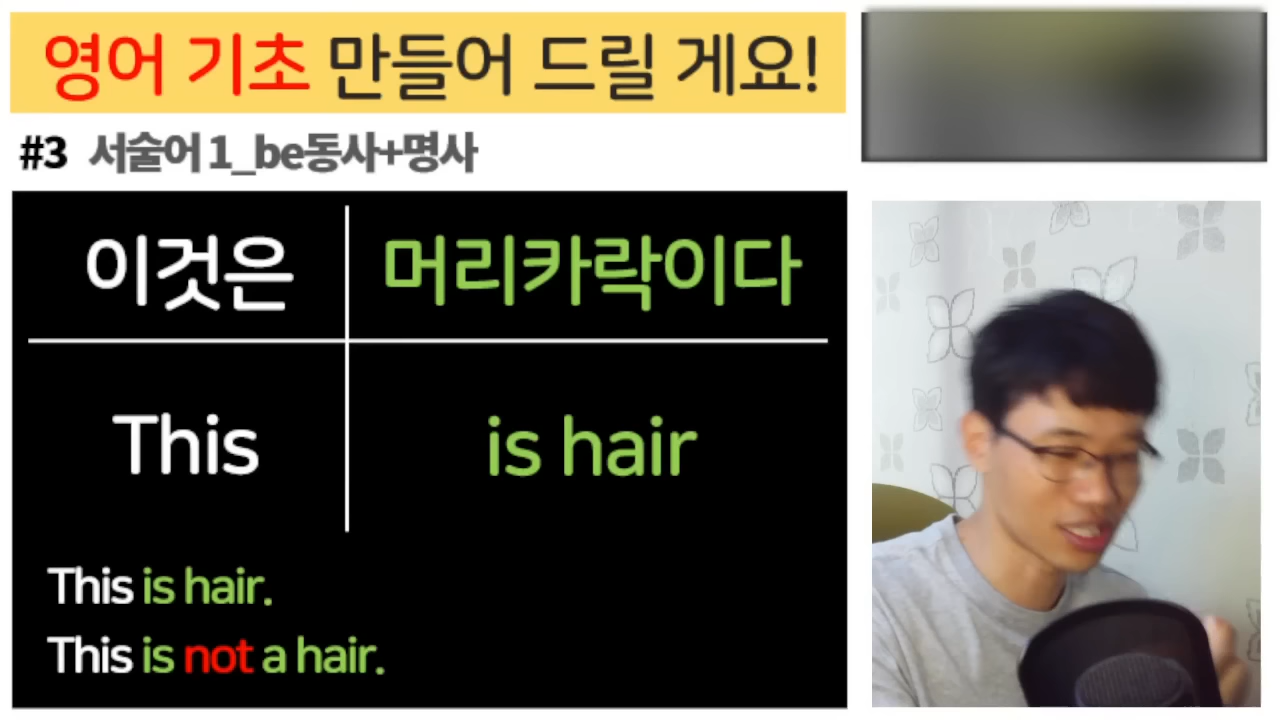 영어 기초 만들어 드릴 게요!
#3 서술어 1_be동사+명사
이것은 머리카락이다
This is hair
This is hair.
This is not a hair.